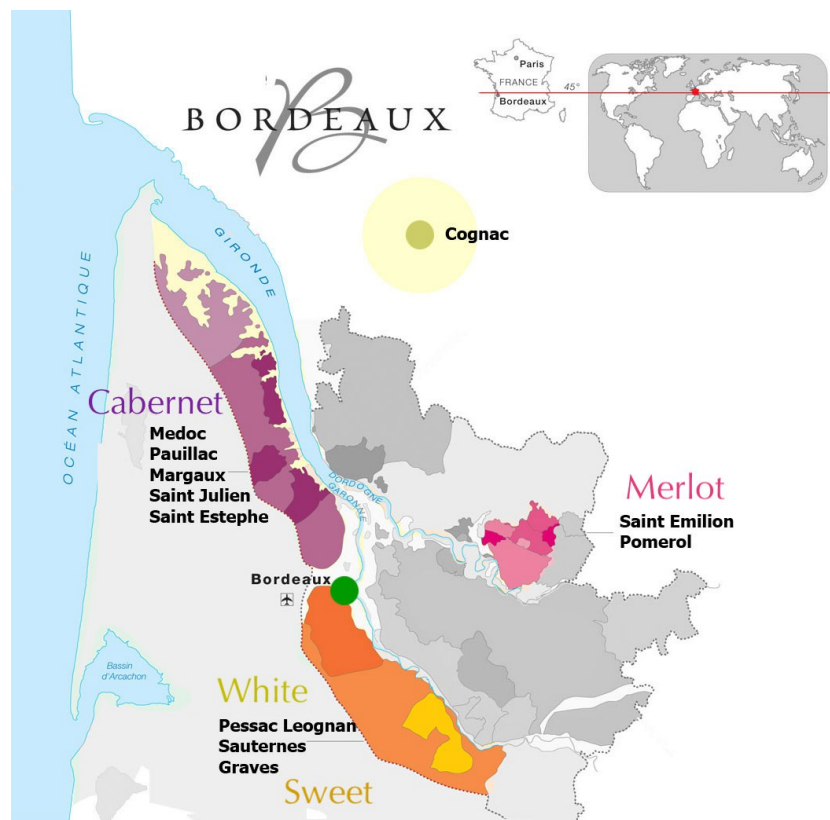 BORDEAUX
Paris
FRANCE
45°
Bordeaux
Cognac
GIRONDE
OCÉAN ATLANTIQUE
Cabernet
Medoc
Pauillac
Margaux
Saint Julien
Saint Estephe
DORDOGNE
GARONNE
Merlot
Saint Emilion
Pomerol
Bordeaux
Bassin
d'Arcachon
White
Pessac Leognan
Sauternes
Graves
Sweet